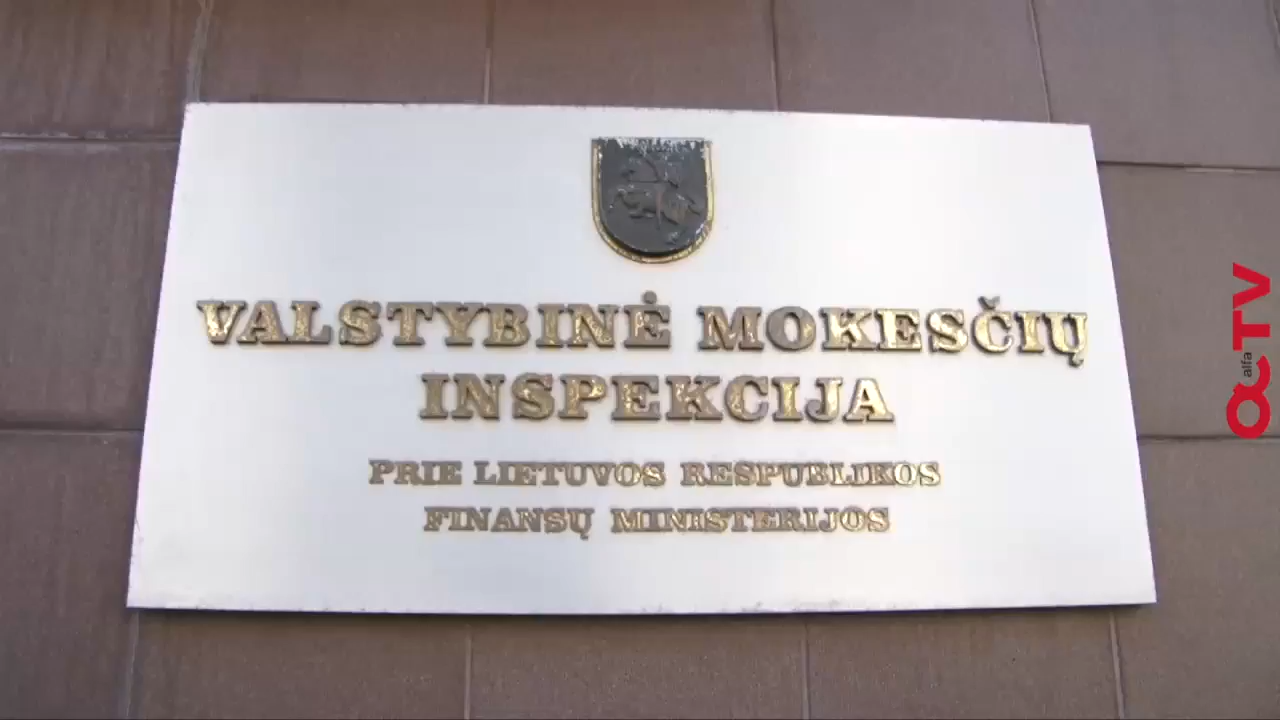 VALSTYBINĖ MOKESČIŲ
INSPEKCIJA
PRIE LIETUVOS RESPUBLIKOS
FINANSŲ MINISTERIJOS
alfa TV